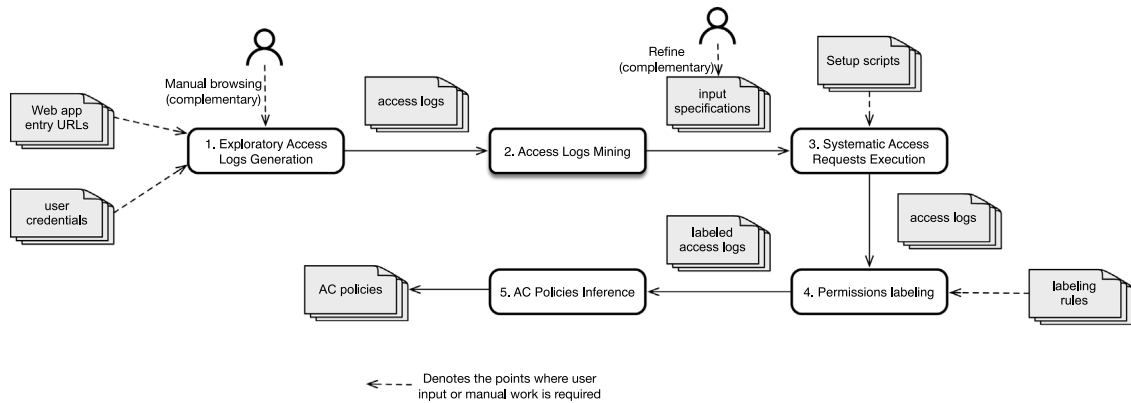 Manual browsing
(complementary)
Refine
(complementary)
Setup scripts
Web app
entry URLs
access logs
input
specifications
1. Exploratory Access
Logs Generation
2. Access Logs Mining
3. Systematic Access
Requests Execution
user
credentials
labeled
access logs
access logs
AC policies
5. AC Policies Inference
4. Permissions labeling
labeling
rules
Denotes the points where user
input or manual work is required